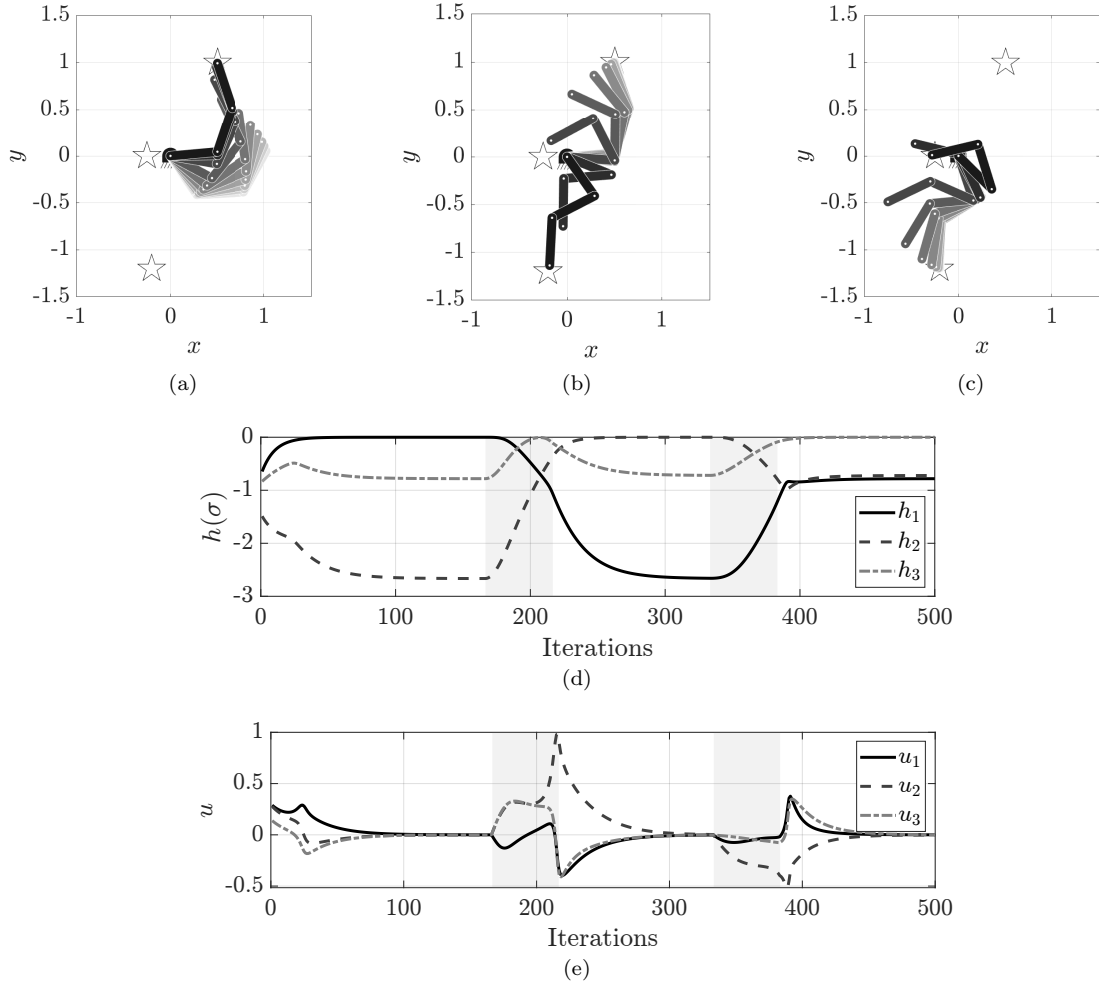 1.5
1
0.5
0
-0.5
-1
-1.5
-1 0 1
y
x
(a)
1.5
1
0.5
0
-0.5
-1
-1.5
-1 0 1
y
x
(b)
1.5
1
0.5
0
-0.5
-1
-1.5
-1 0 1
y
x
(c)
0
-1
-2
-3
h(σ)
h₁
h₂
h₃
0 100 200 300 400 500
Iterations
(d)
1
0.5
0
-0.5
u
u₁
u₂
u₃
0 100 200 300 400 500
Iterations
(e)